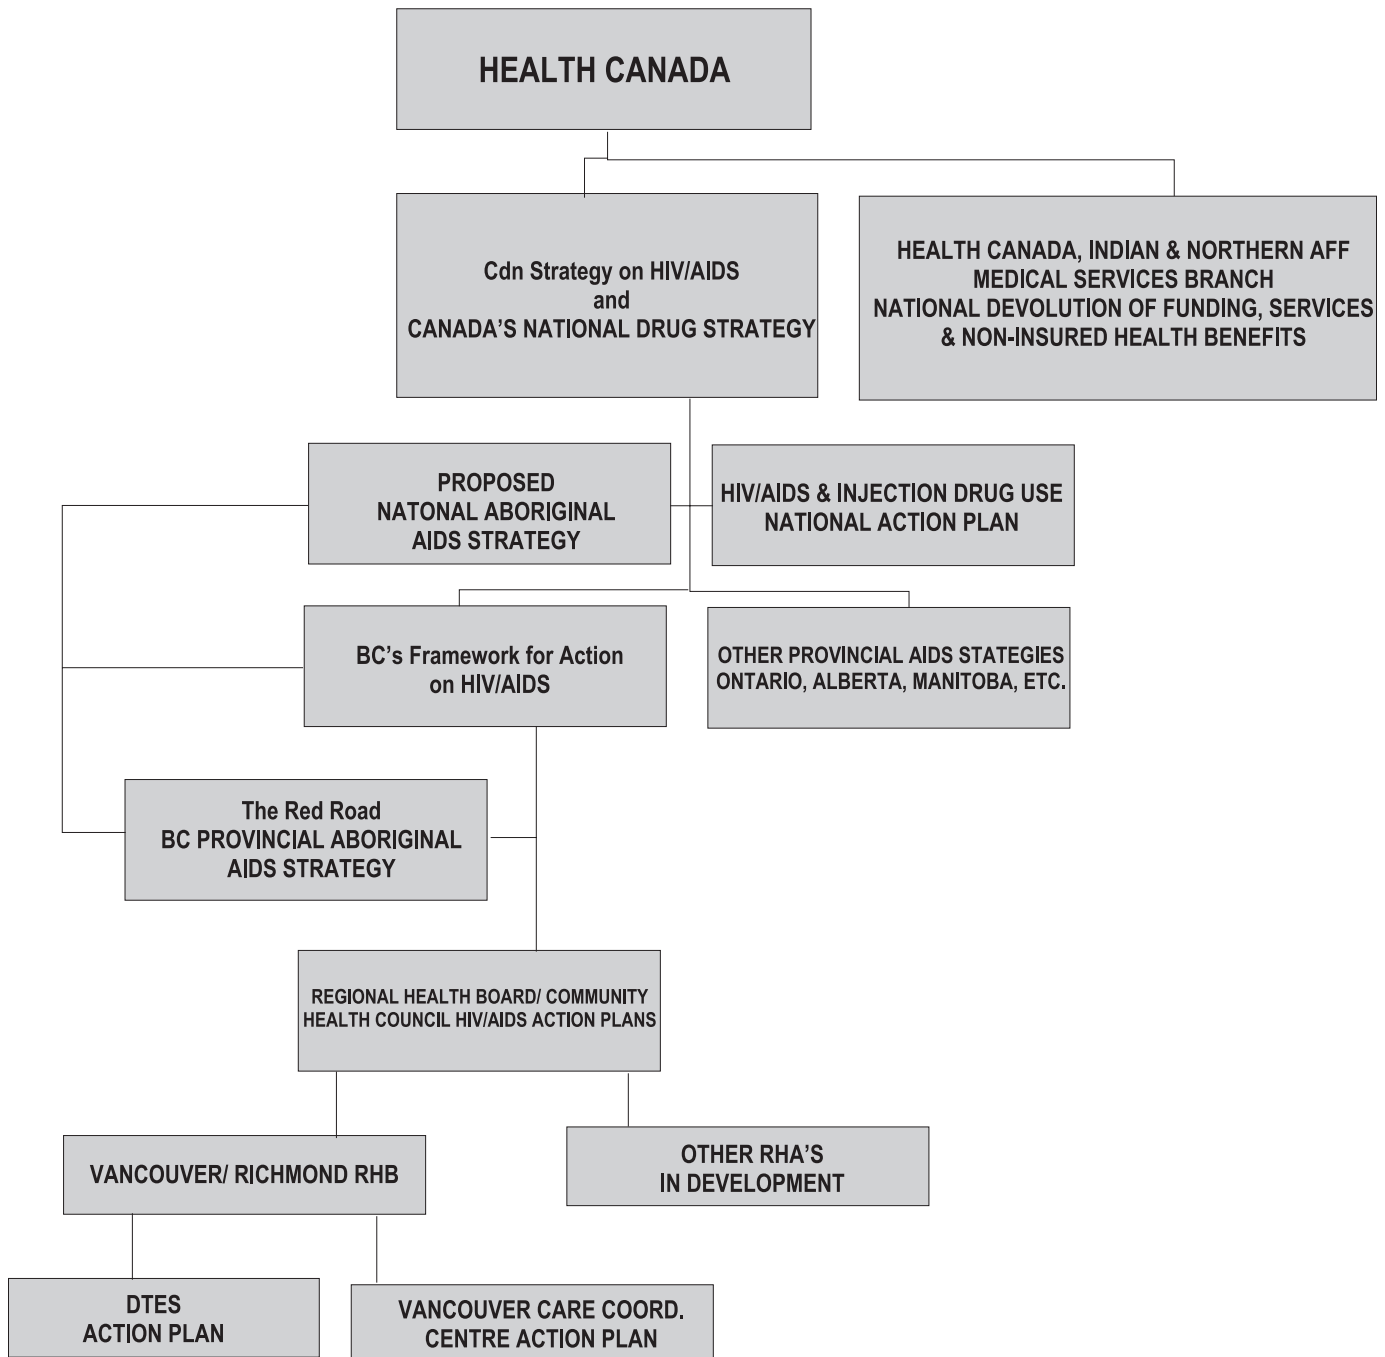 HEALTH CANADA
Cdn Strategy on HIV/AIDS
and
CANADA'S NATIONAL DRUG STRATEGY
HEALTH CANADA, INDIAN & NORTHERN AFF
MEDICAL SERVICES BRANCH
NATIONAL DEVOLUTION OF FUNDING, SERVICES
& NON-INSURED HEALTH BENEFITS
PROPOSED
NATONAL ABORIGINAL
AIDS STRATEGY
HIV/AIDS & INJECTION DRUG USE
NATIONAL ACTION PLAN
BC'S Framework for Action
on HIV/AIDS
OTHER PROVINCIAL AIDS STATEGIES
ONTARIO, ALBERTA, MANITOBA, ETC.
The Red Road
BC PROVINCIAL ABORIGINAL
AIDS STRATEGY
REGIONAL HEALTH BOARD/ COMMUNITY
HEALTH COUNCIL HIV/AIDS ACTION PLANS
VANCOUVER/ RICHMOND RHB
OTHER RHA'S
IN DEVELOPMENT
DTES
ACTION PLAN
VANCOUVER CARE COORD.
CENTRE ACTION PLAN